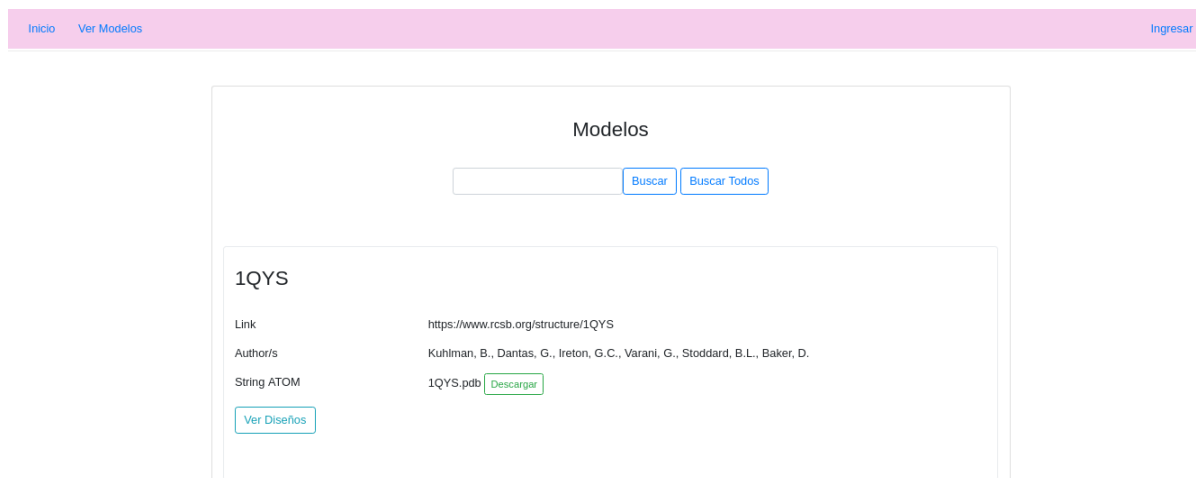 Inicio Ver Modelos Ingresar
Modelos
Buscar Buscar Todos
1QYS
Link https://www.rcsb.org/structure/1QYS
Author/s Kuhlman, B., Dantas, G., Ireton, G.C., Varani, G., Stoddard, B.L., Baker, D.
String ATOM 1QYS.pdb Descargar
Ver Diseños